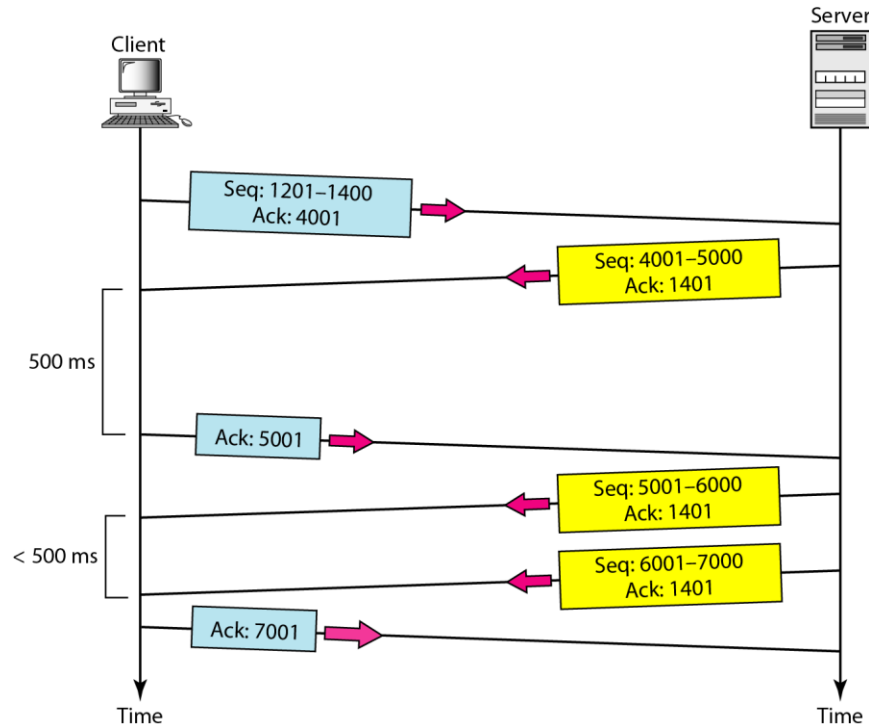 Client
Server
Seq: 1201–1400
Ack: 4001
Seq: 4001–5000
Ack: 1401
500 ms
Ack: 5001
Seq: 5001–6000
Ack: 1401
< 500 ms
Seq: 6001–7000
Ack: 1401
Ack: 7001
Time
Time